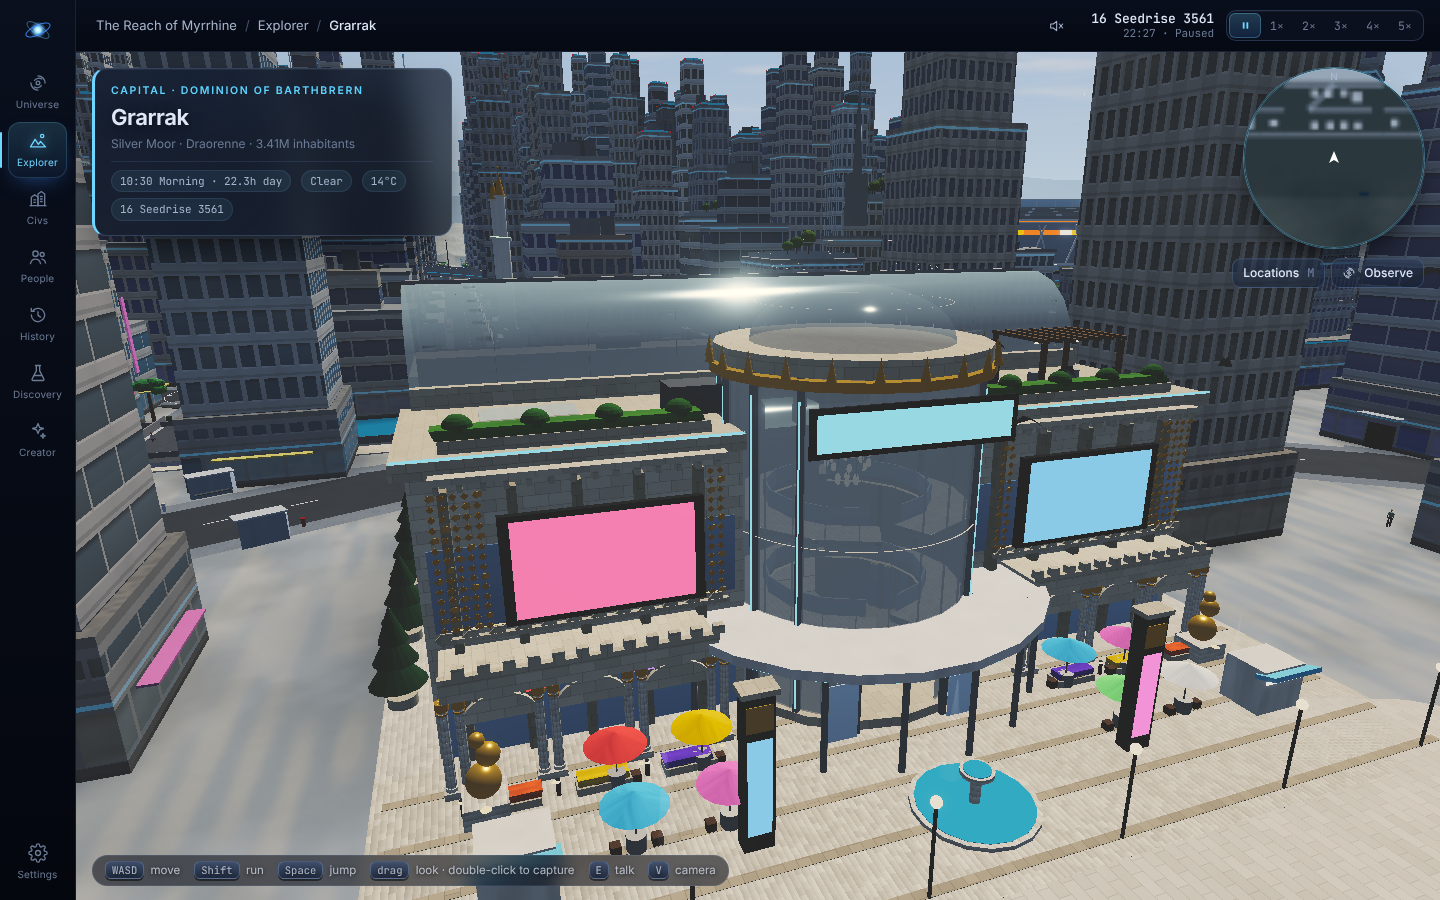 The Reach of Myrrhine / Explorer / Grarrak
16 Seedrise 3561
22:27 · Paused
1×
2×
3×
4×
5×
Universe
Explorer
Civs
People
History
Discovery
Creator
Settings
CAPITAL · DOMINION OF BARTHBRERN
Grarrak
Silver Moor · Draorenne · 3.41M inhabitants
10:30 Morning · 22.3h day
Clear
14°C
16 Seedrise 3561
N
Locations M
Observe
WASD move Shift run Space jump drag look · double-click to capture E talk V camera